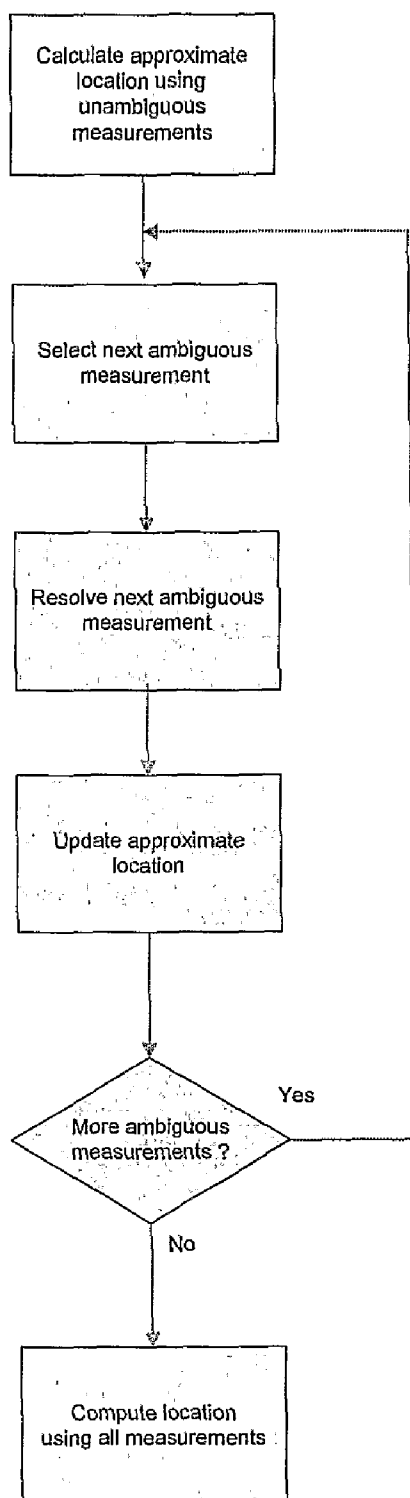 Calculate approximate
location using
unambiguous
measurements
Select next ambiguous
measurement
Resolve next ambiguous
measurement
Update approximate
location
More ambiguous
measurements ?
Yes
No
Compute location
using all measurements